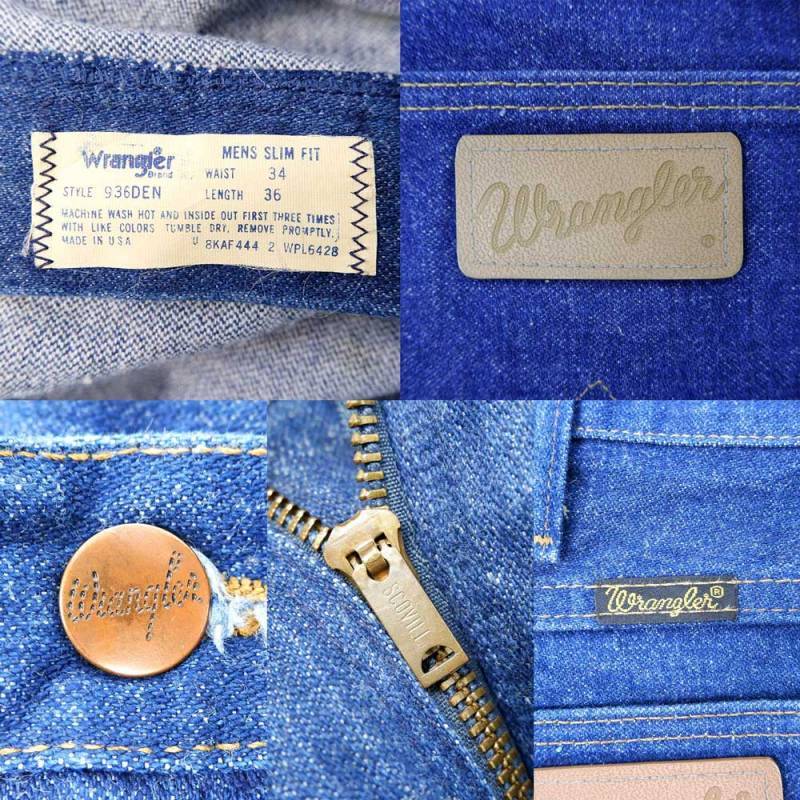 Wrangler®
Brand
MENS SLIM FIT
WAIST 34
STYLE 936DEN LENGTH 36
MACHINE WASH HOT AND INSIDE OUT FIRST THREE TIMES
WITH LIKE COLORS TUMBLE DRY, REMOVE PROMPTLY.
MADE IN USA U 8KAF444 2 WPL6428
Wrangler®
Wrangler
SCOVILL
Wrangler®